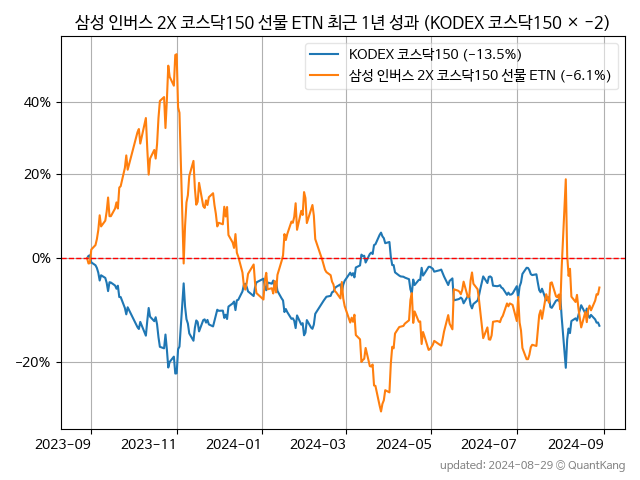 삼성 인버스 2X 코스닥150 선물 ETN 최근 1년 성과 (KODEX 코스닥150 × -2)
KODEX 코스닥150 (-13.5%)
삼성 인버스 2X 코스닥150 선물 ETN (-6.1%)
40%
20%
0%
-20%
2023-09 2023-11 2024-01 2024-03 2024-05 2024-07 2024-09
updated: 2024-08-29 © QuantKang